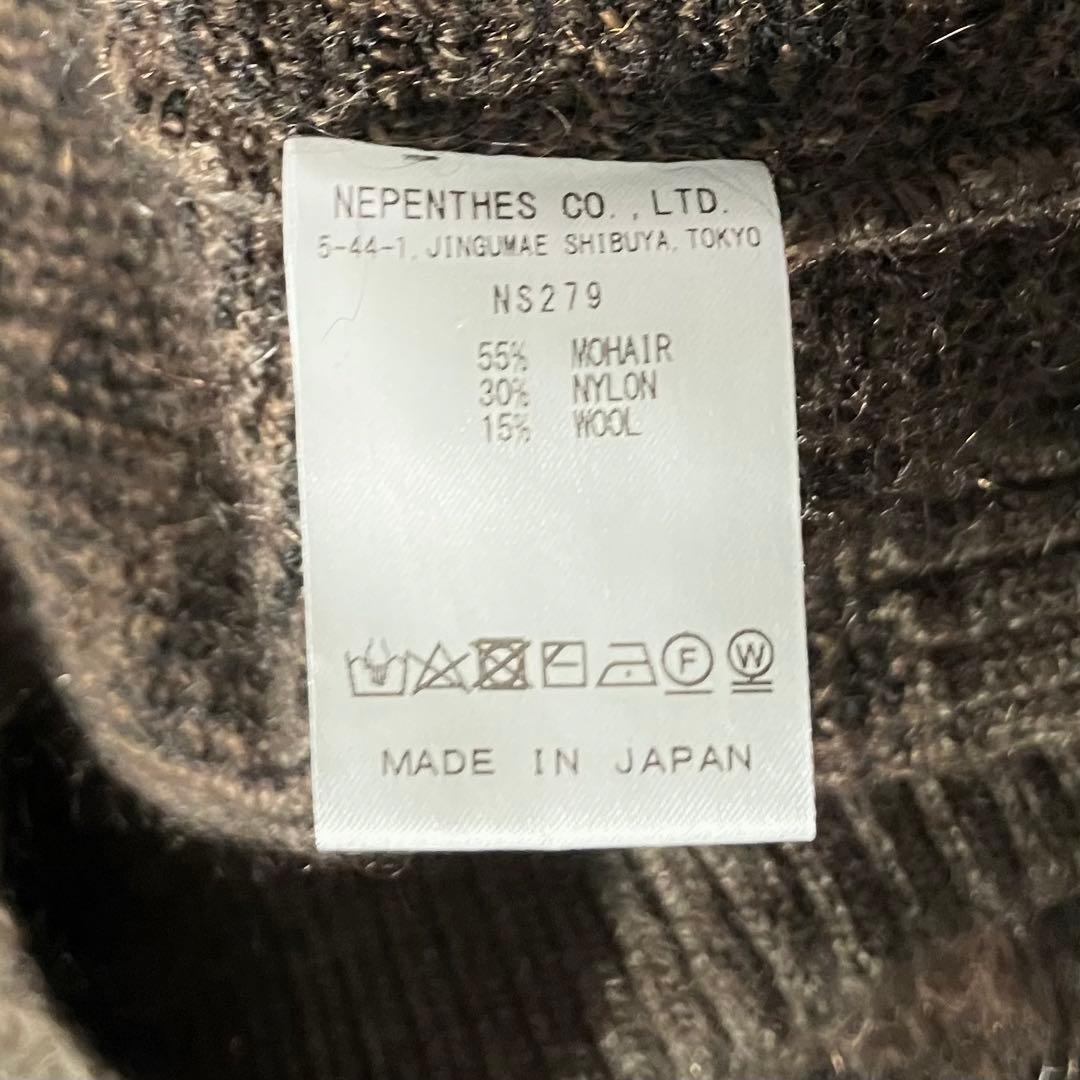 NEPENTHES CO.,LTD.
5-44-1, JINGUMAE SHIBUYA, TOKYO
NS279
55% MOHAIR
30% NYLON
15% WOOL
F W
MADE IN JAPAN